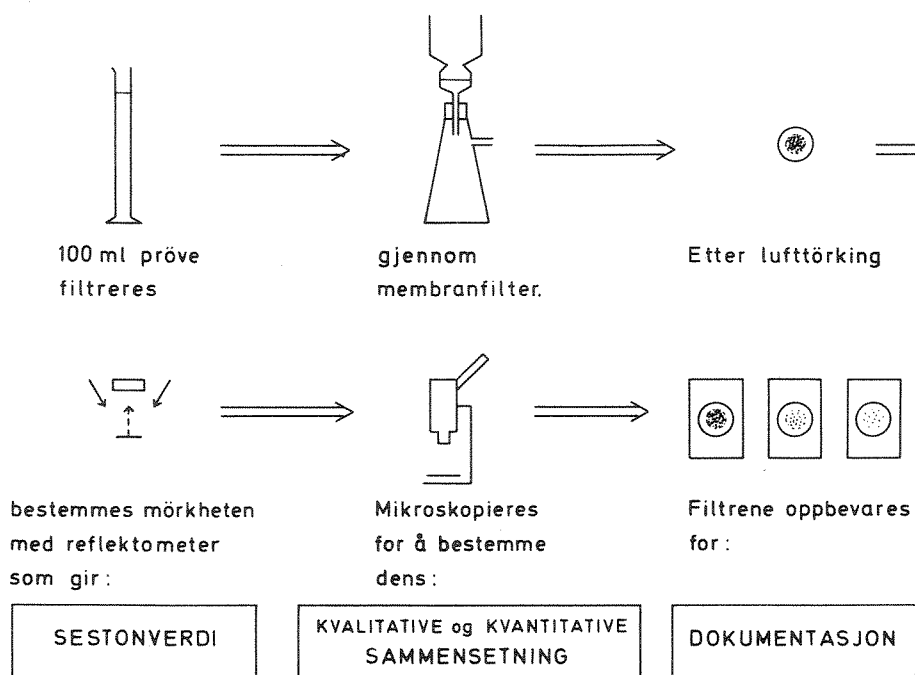 100 ml pröve
filtreres
gjennom
membranfilter.
Etter lufttörking
bestemmes mörkheten
med reflektometer
som gir:
Mikroskopieres
for å bestemme
dens:
Filtrene oppbevares
for:
SESTONVERDI
KVALITATIVE og KVANTITATIVE
SAMMENSETNING
DOKUMENTASJON